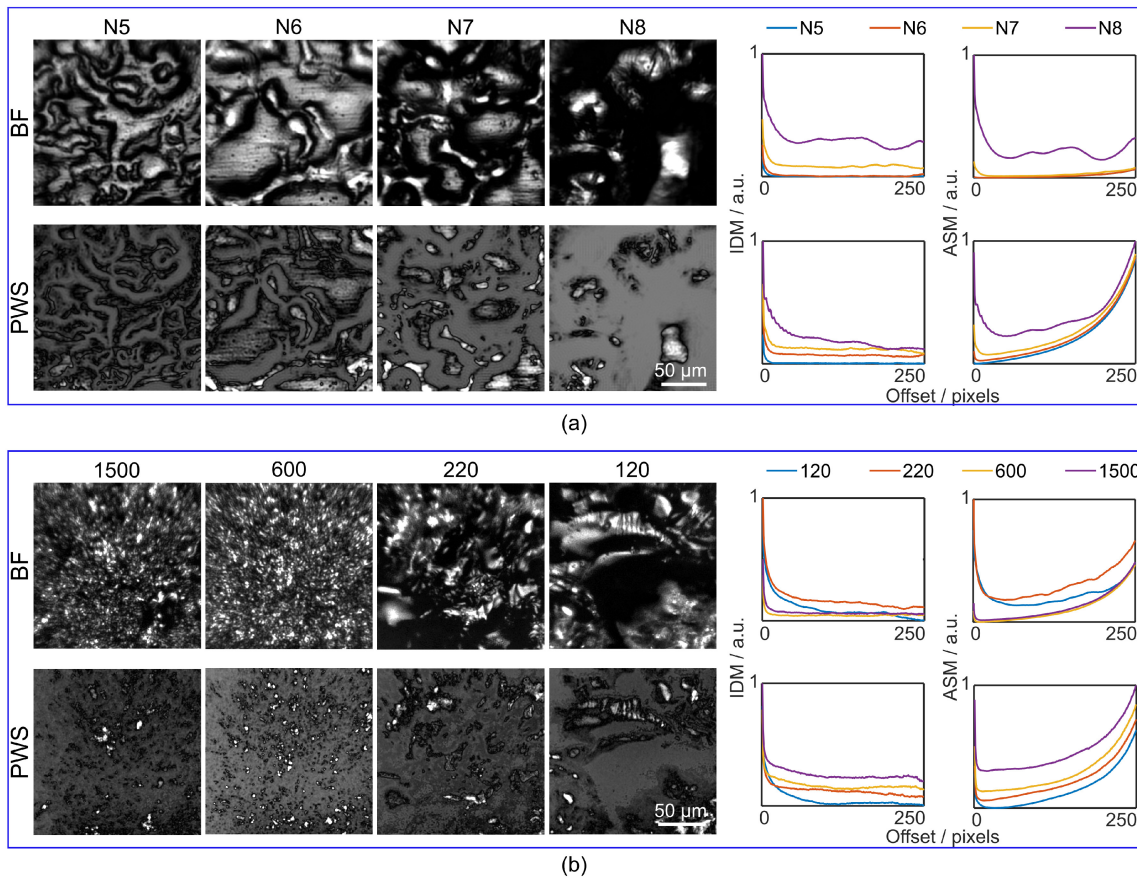 N5 N6 N7 N8
N5 N6 N7 N8
BF
PWS
50 µm
1
0 250
1
0 250
1
0 250
1
0 250
IDM / a.u.
ASM / a.u.
Offset / pixels
(a)
1500 600 220 120
120 220 600 1500
BF
PWS
50 µm
1
0 250
1
0 250
1
0 250
1
0 250
IDM / a.u.
ASM / a.u.
Offset / pixels
(b)